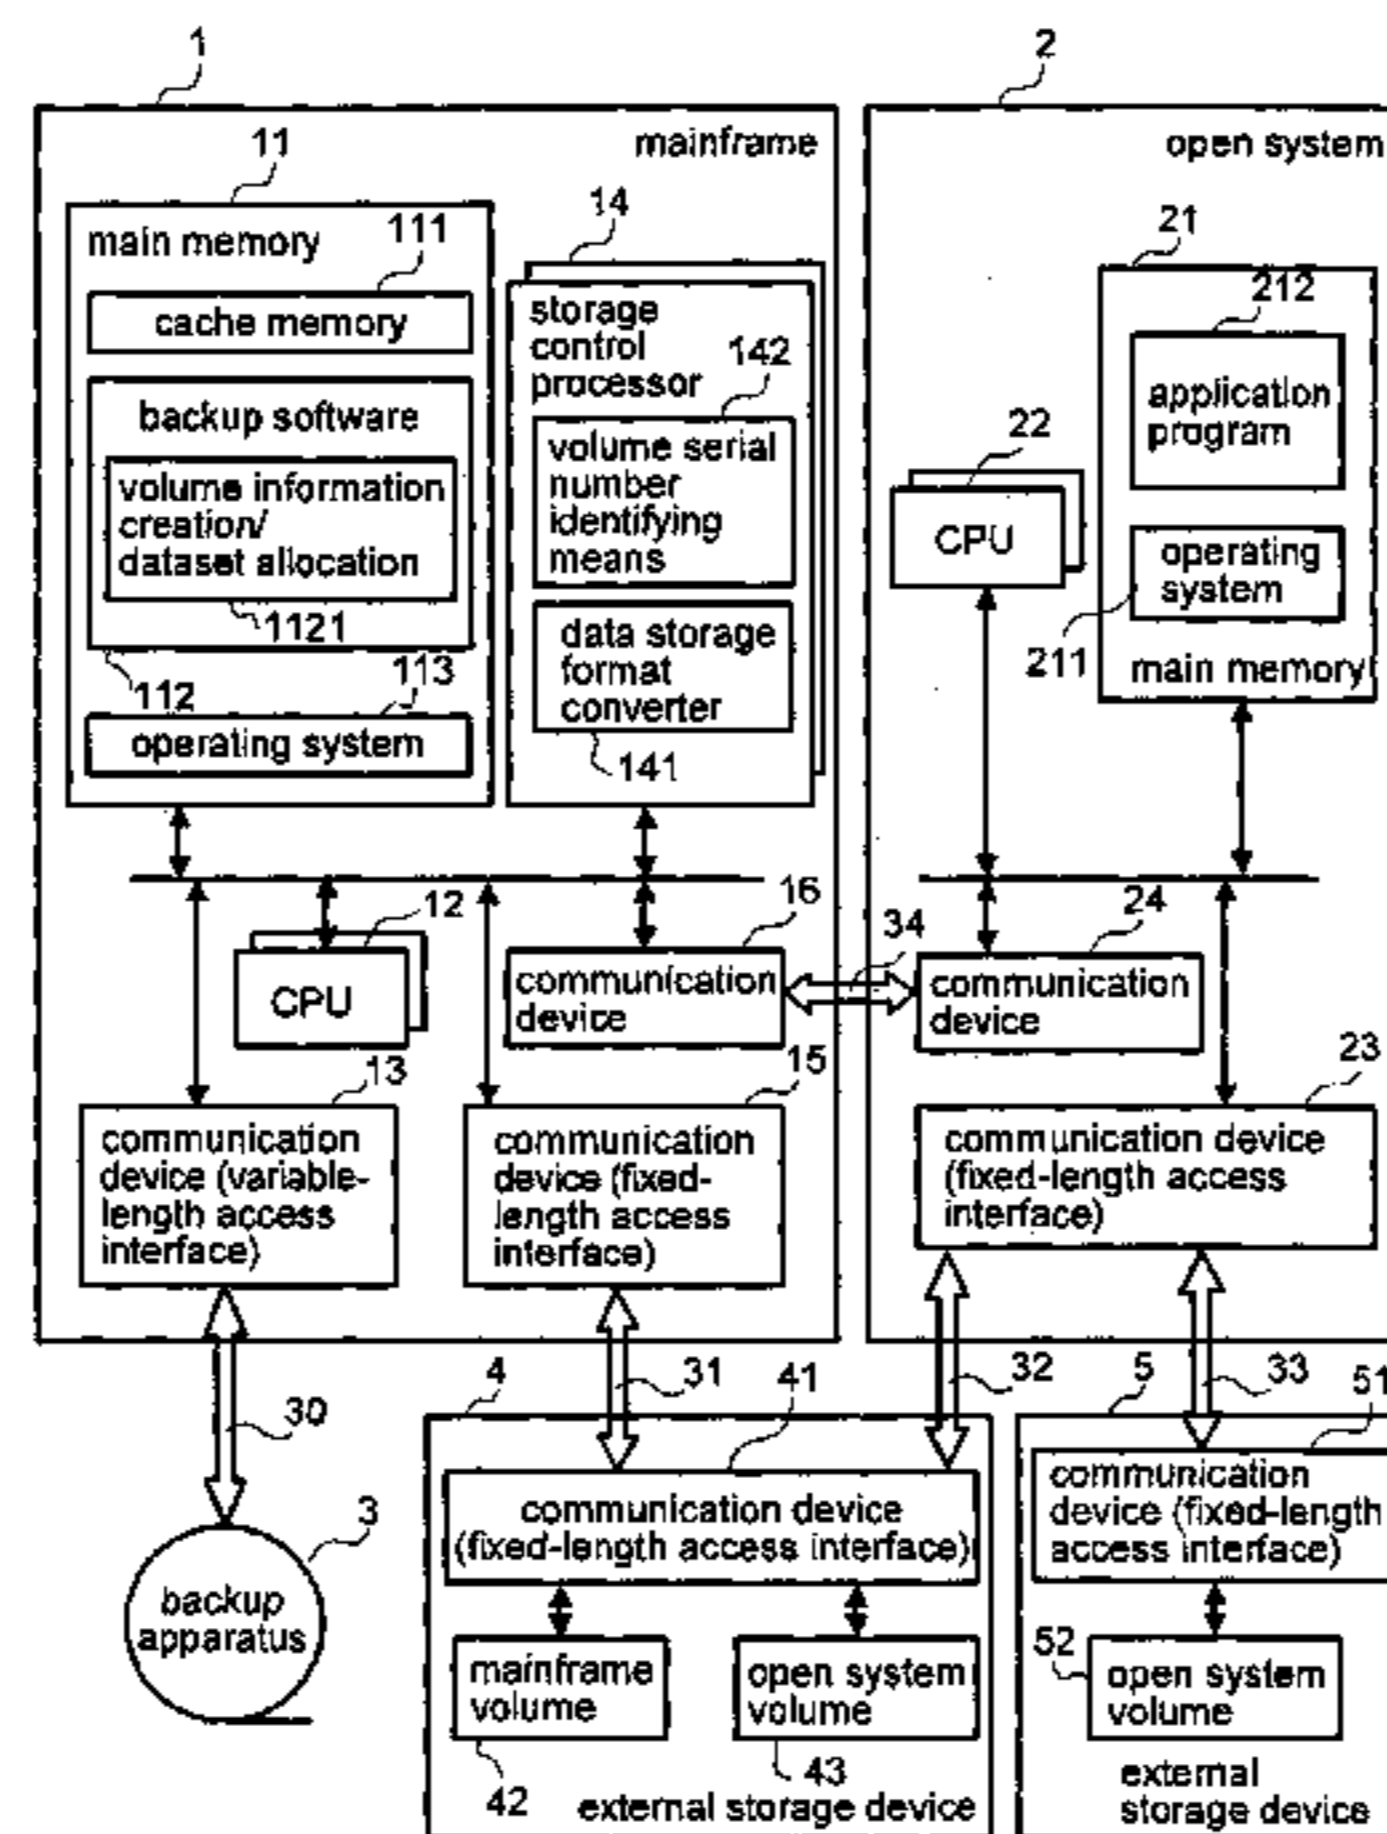 1
2
mainframe
open system
11
main memory
111
cache memory
backup software
volume information
creation/
dataset allocation
1121
112
113
operating system
14
storage
control
processor
142
volume serial
number
identifying
means
data storage
format
converter
141
21
212
application
program
operating
system
211
main memory
22
CPU
12
CPU
16
communication
device
34
24
communication
device
13
communication
device (variable-
length access
interface)
15
communication
device (fixed-
length access
interface)
23
communication device
(fixed-length access
interface)
30
31
32
33
3
backup
apparatus
4
41
communication device
(fixed-length access interface)
mainframe
volume
42
open system
volume
43
external storage device
5
51
communication
device (fixed-length
access interface)
52
open system
volume
external
storage device